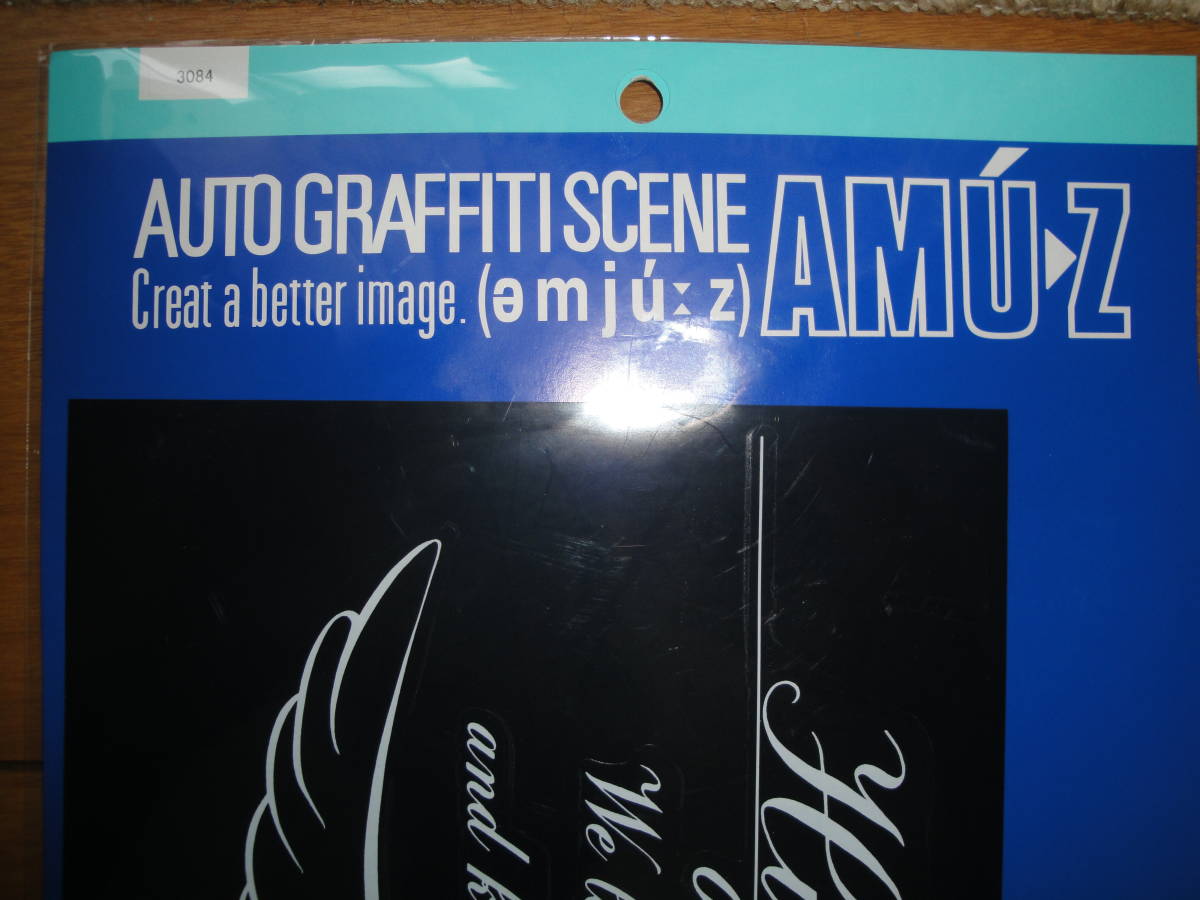 3084
AUTO GRAFFITI SCENE
Creat a better image. (əmjúːz)
AMÚ▸Z
and
We